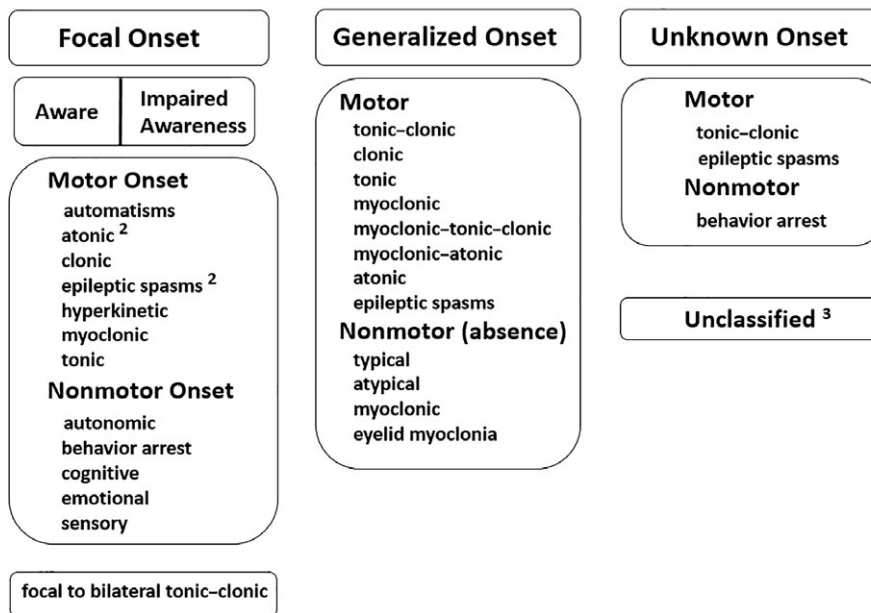 Focal Onset
Aware
Impaired
Awareness
Motor Onset
automatisms
atonic ²
clonic
epileptic spasms ²
hyperkinetic
myoclonic
tonic
Nonmotor Onset
autonomic
behavior arrest
cognitive
emotional
sensory
focal to bilateral tonic–clonic
Generalized Onset
Motor
tonic–clonic
clonic
tonic
myoclonic
myoclonic–tonic–clonic
myoclonic–atonic
atonic
epileptic spasms
Nonmotor (absence)
typical
atypical
myoclonic
eyelid myoclonia
Unknown Onset
Motor
tonic–clonic
epileptic spasms
Nonmotor
behavior arrest
Unclassified ³